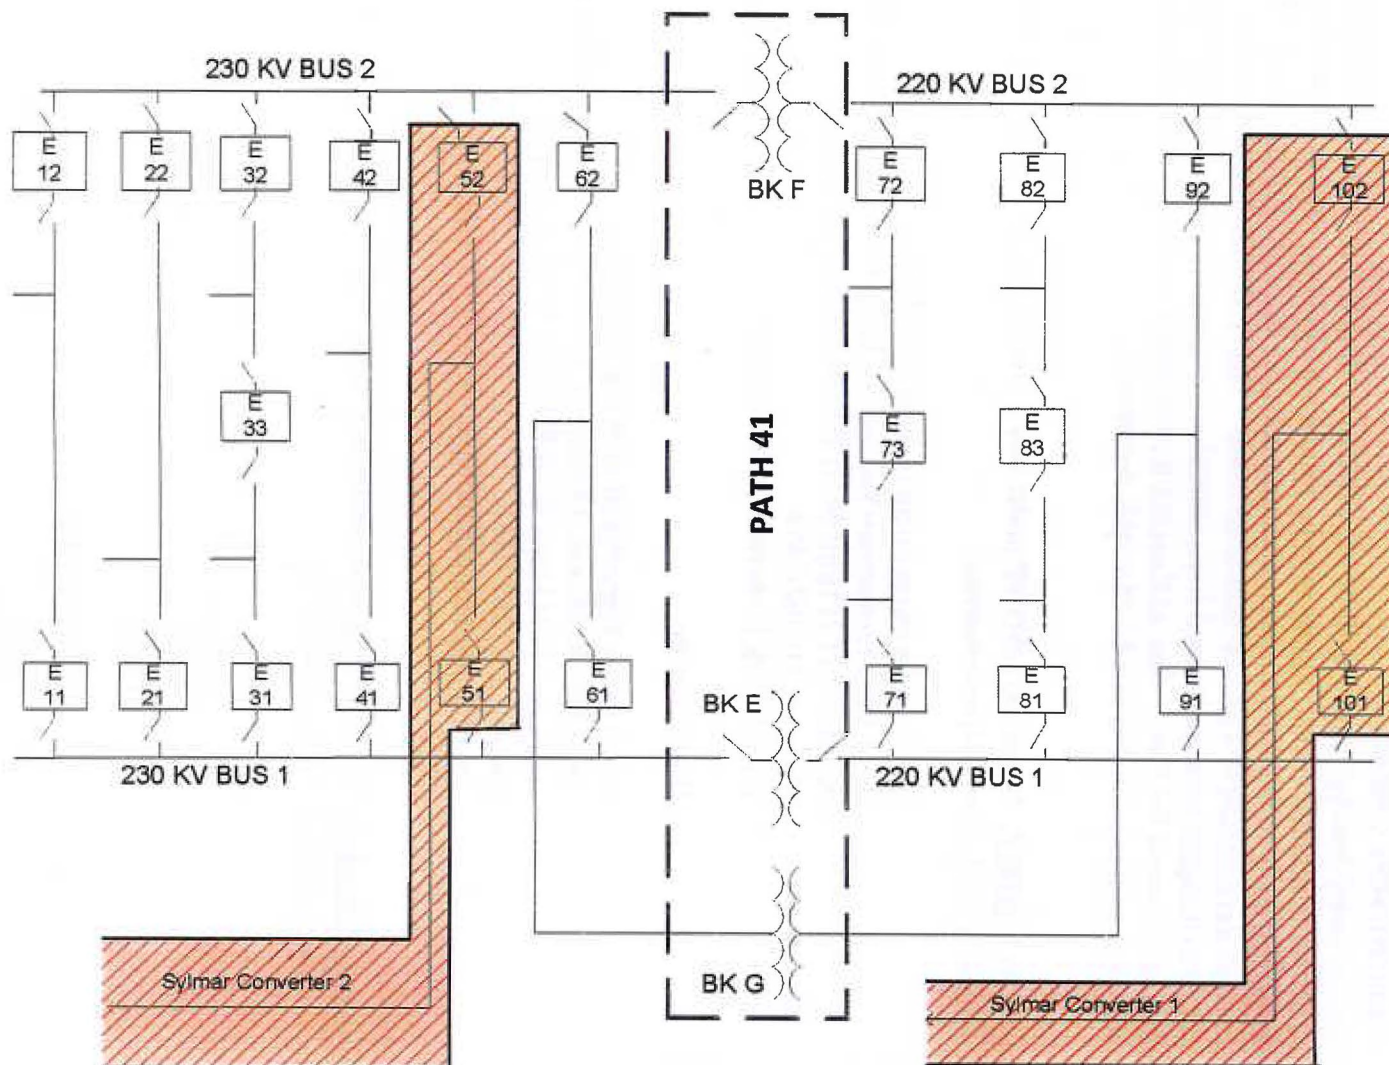 230 KV BUS 2
220 KV BUS 2
E
12
E
22
E
32
E
42
E
52
E
62
BK F
E
72
E
82
E
92
E
102
E
33
PATH 41
E
73
E
83
E
11
E
21
E
31
E
41
E
51
E
61
BK E
E
71
E
81
E
91
E
101
230 KV BUS 1
220 KV BUS 1
Sylmar Converter 2
BK G
Sylmar Converter 1